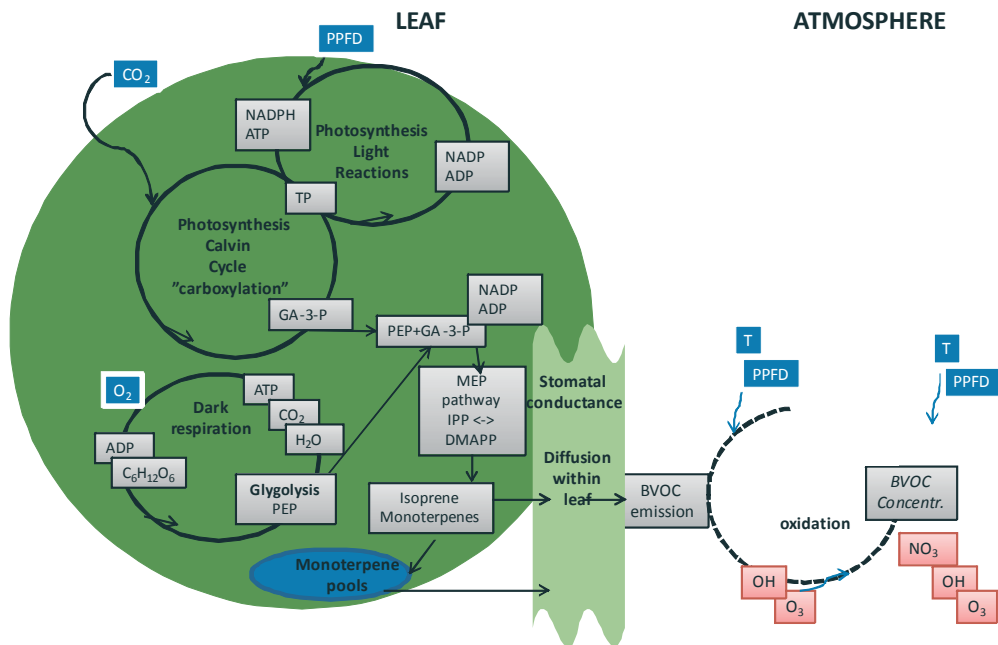 LEAF
ATMOSPHERE
PPFD
CO₂
NADPH
ATP
Photosynthesis
Light
Reactions
NADP
ADP
TP
Photosynthesis
Calvin
Cycle
”carboxylation”
GA-3-P
NADP
ADP
PEP+GA-3-P
MEP
pathway
IPP <->
DMAPP
Stomatal
conductance
T
PPFD
T
PPFD
O₂
Dark
respiration
ATP
CO₂
H₂O
ADP
C₆H₁₂O₆
Glygolysis
PEP
Isoprene
Monoterpenes
Diffusion
within
leaf
BVOC
emission
oxidation
BVOC
Concentr.
Monoterpene
pools
OH
O₃
NO₃
OH
O₃